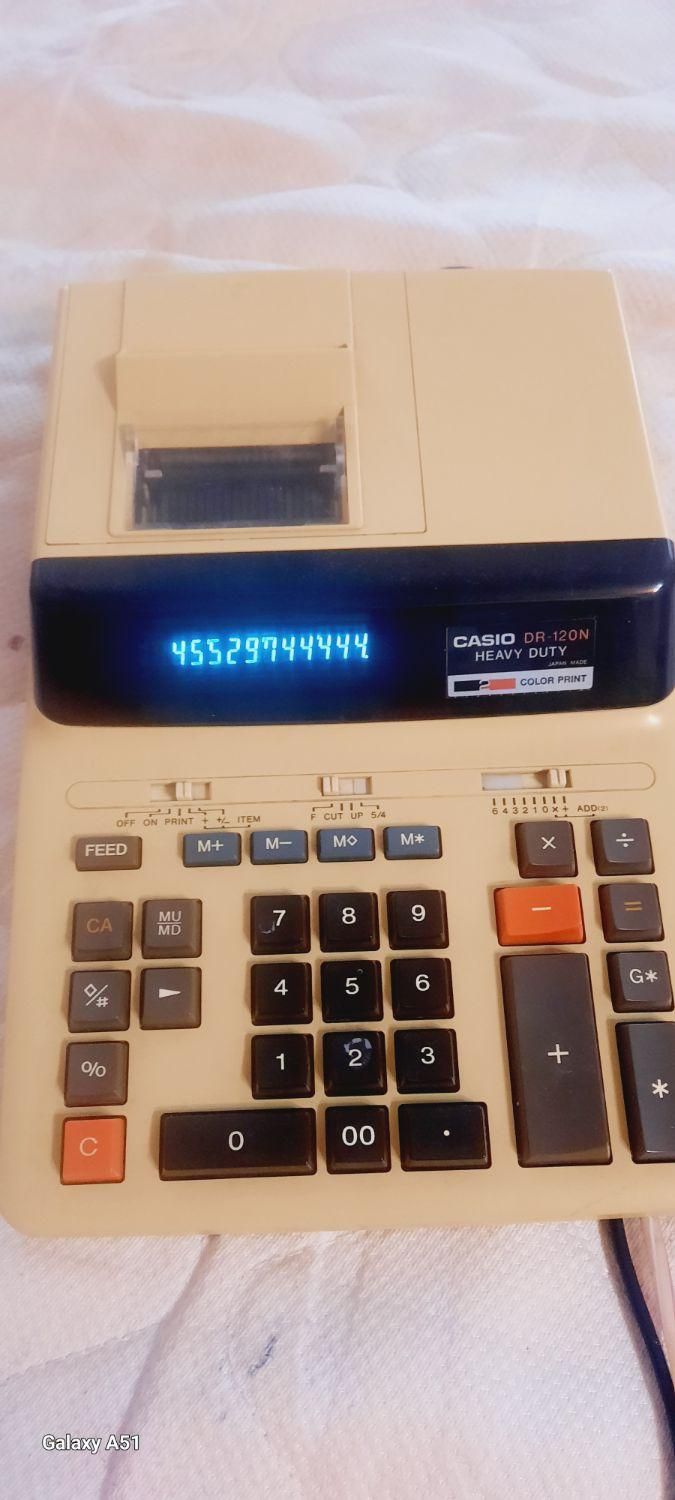 45529744444.
CASIO DR-120N
HEAVY DUTY
JAPAN MADE
2 COLOR PRINT
OFF ON PRINT + +/- ITEM
F CUT UP 5/4
6 4 3 2 1 0 × + ADD(2)
FEED M+ M− M◇ M* × ÷
CA MU/MD 7 8 9 − =
◇/# ► 4 5 6 G*
% 1 2 3 + *
C 0 00 ·
Galaxy A51